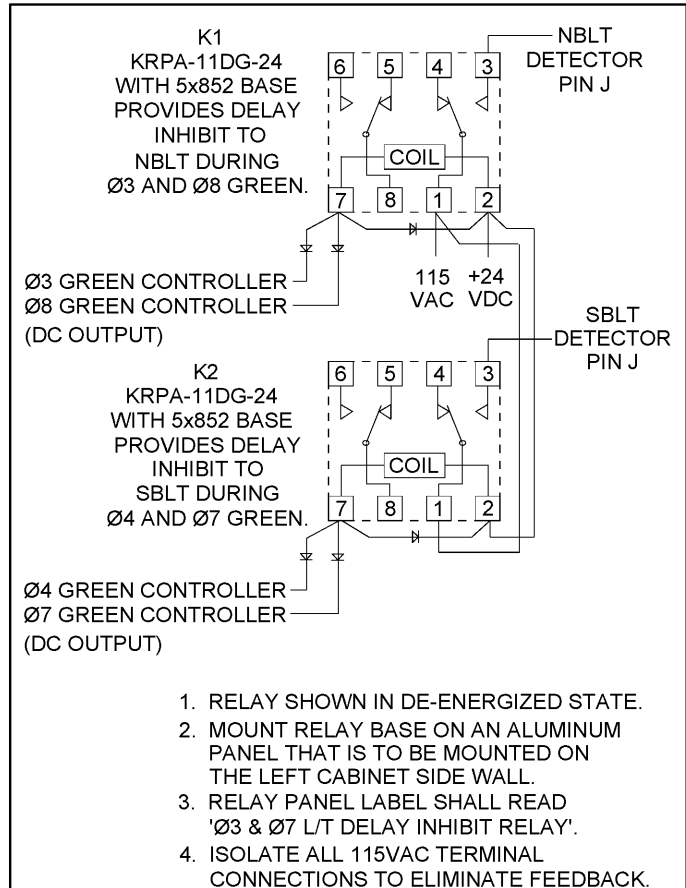 K1
KRPA-11DG-24
WITH 5x852 BASE
PROVIDES DELAY
INHIBIT TO
NBLT DURING
Ø3 AND Ø8 GREEN.
6 5 4 3
NBLT
DETECTOR
PIN J
COIL
7 8 1 2
Ø3 GREEN CONTROLLER
Ø8 GREEN CONTROLLER
(DC OUTPUT)
115
VAC
+24
VDC
SBLT
DETECTOR
PIN J
K2
KRPA-11DG-24
WITH 5x852 BASE
PROVIDES DELAY
INHIBIT TO
SBLT DURING
Ø4 AND Ø7 GREEN.
6 5 4 3
COIL
7 8 1 2
Ø4 GREEN CONTROLLER
Ø7 GREEN CONTROLLER
(DC OUTPUT)
1. RELAY SHOWN IN DE-ENERGIZED STATE.
2. MOUNT RELAY BASE ON AN ALUMINUM
PANEL THAT IS TO BE MOUNTED ON
THE LEFT CABINET SIDE WALL.
3. RELAY PANEL LABEL SHALL READ
'Ø3 & Ø7 L/T DELAY INHIBIT RELAY'.
4. ISOLATE ALL 115VAC TERMINAL
CONNECTIONS TO ELIMINATE FEEDBACK.